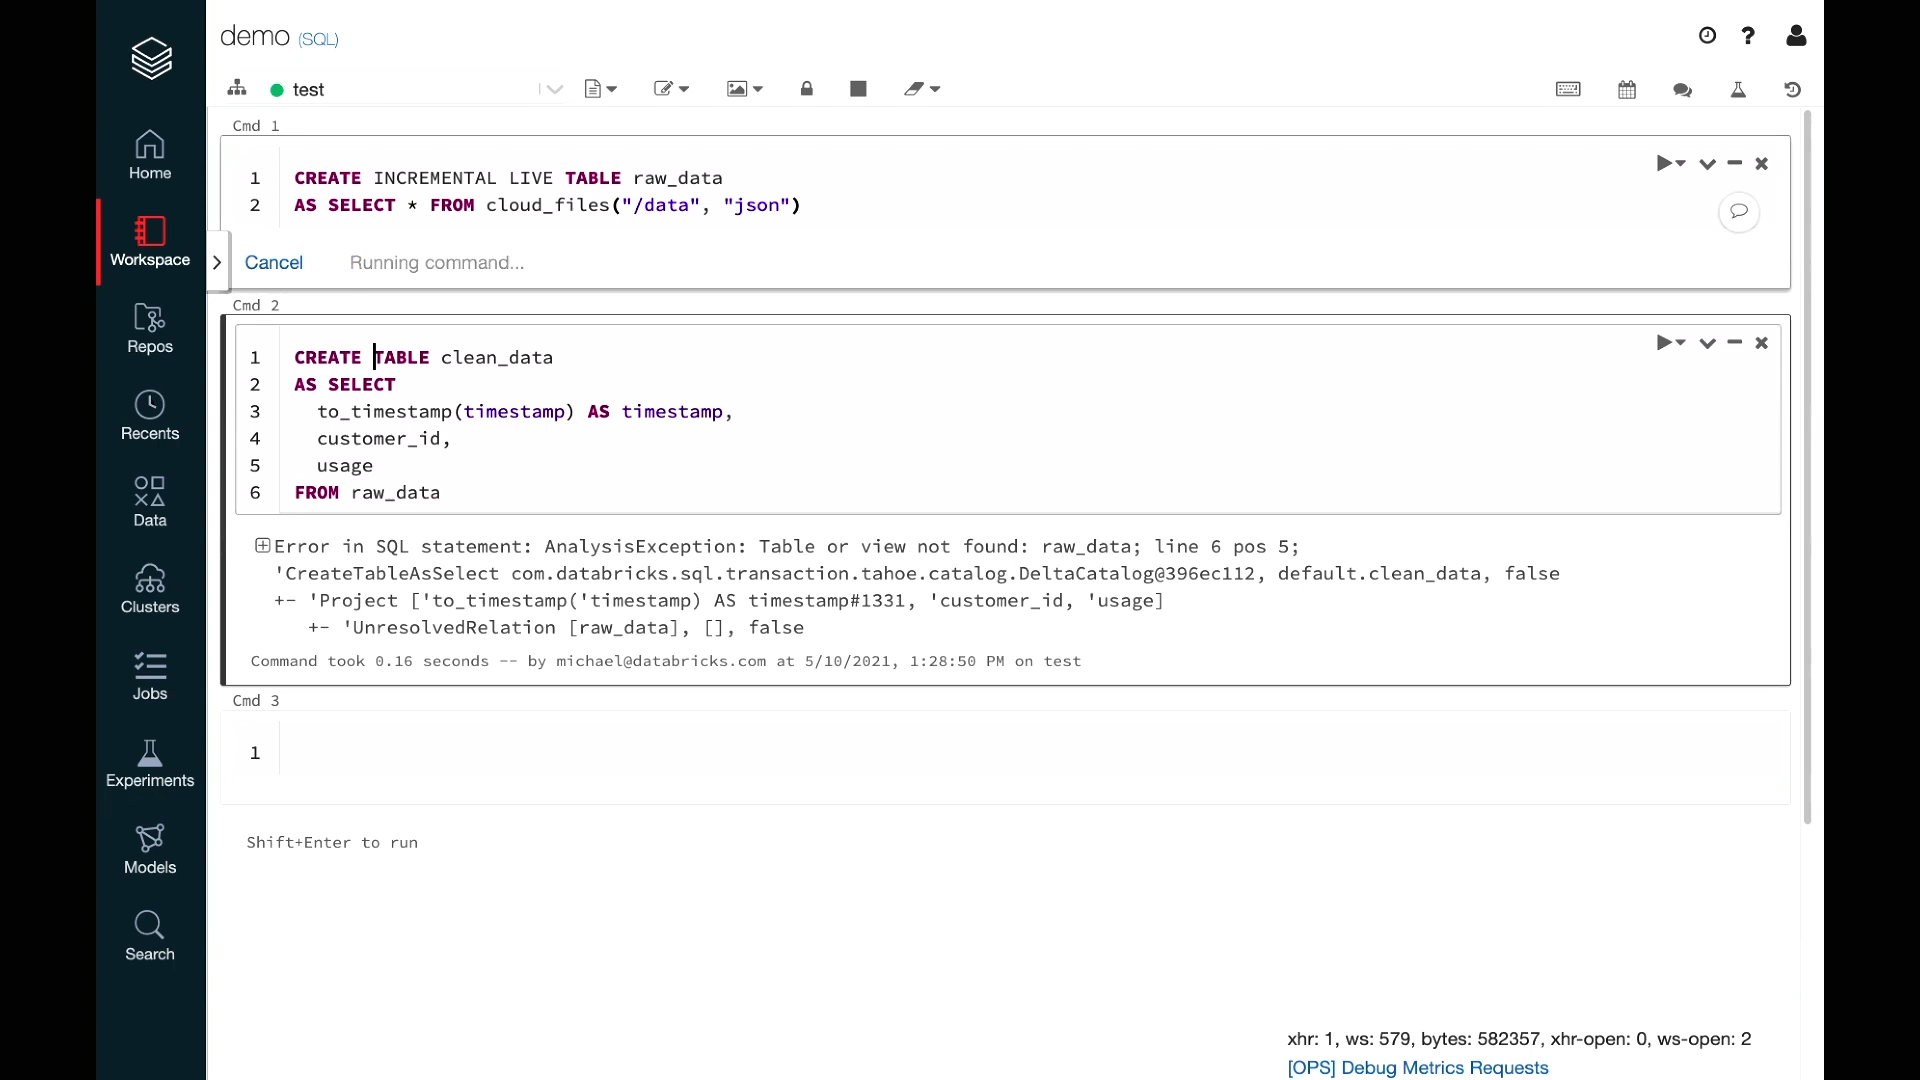 demo (SQL)
test
Home
Workspace
Repos
Recents
Data
Clusters
Jobs
Experiments
Models
Search
Cmd 1
1 CREATE INCREMENTAL LIVE TABLE raw_data
2 AS SELECT * FROM cloud_files("/data", "json")
Cancel Running command...
Cmd 2
1 CREATE TABLE clean_data
2 AS SELECT
3 to_timestamp(timestamp) AS timestamp,
4 customer_id,
5 usage
6 FROM raw_data
Error in SQL statement: AnalysisException: Table or view not found: raw_data; line 6 pos 5;
'CreateTableAsSelect com.databricks.sql.transaction.tahoe.catalog.DeltaCatalog@396ec112, default.clean_data, false
+- 'Project ['to_timestamp('timestamp) AS timestamp#1331, 'customer_id, 'usage]
+- 'UnresolvedRelation [raw_data], [], false
Command took 0.16 seconds -- by michael@databricks.com at 5/10/2021, 1:28:50 PM on test
Cmd 3
1
Shift+Enter to run
xhr: 1, ws: 579, bytes: 582357, xhr-open: 0, ws-open: 2
[OPS] Debug Metrics Requests